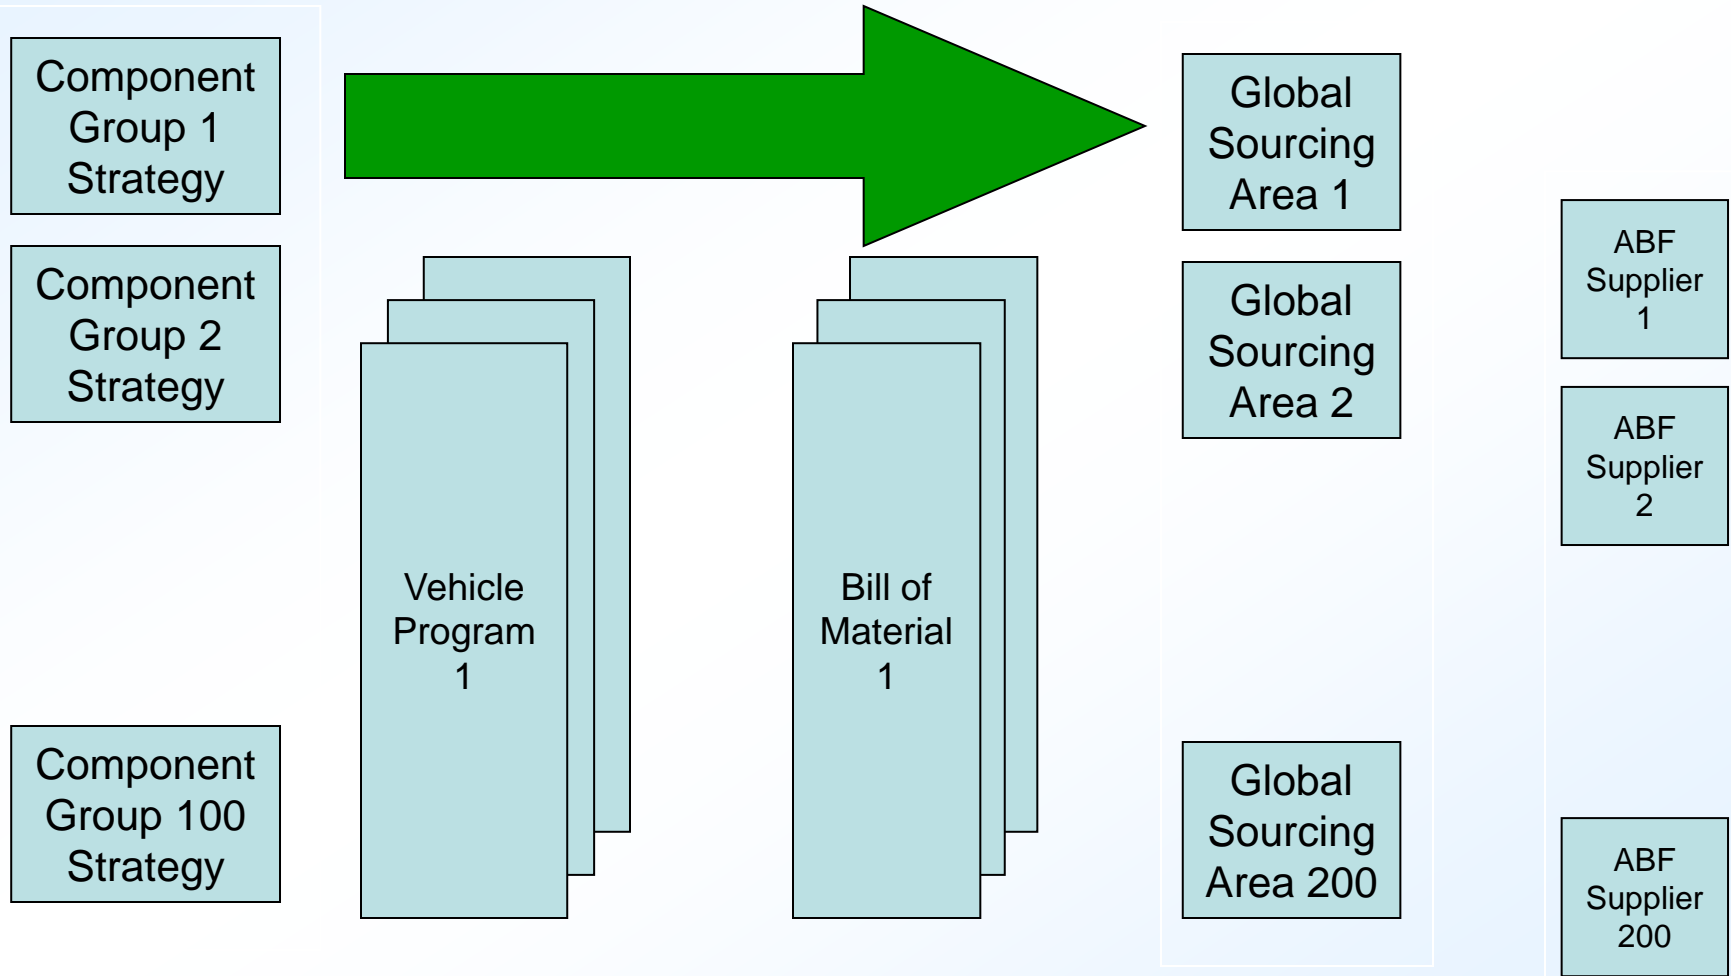 Component
Group 1
Strategy
Component
Group 2
Strategy
Component
Group 100
Strategy
Vehicle
Program
1
Bill of
Material
1
Global
Sourcing
Area 1
Global
Sourcing
Area 2
Global
Sourcing
Area 200
ABF
Supplier
1
ABF
Supplier
2
ABF
Supplier
200